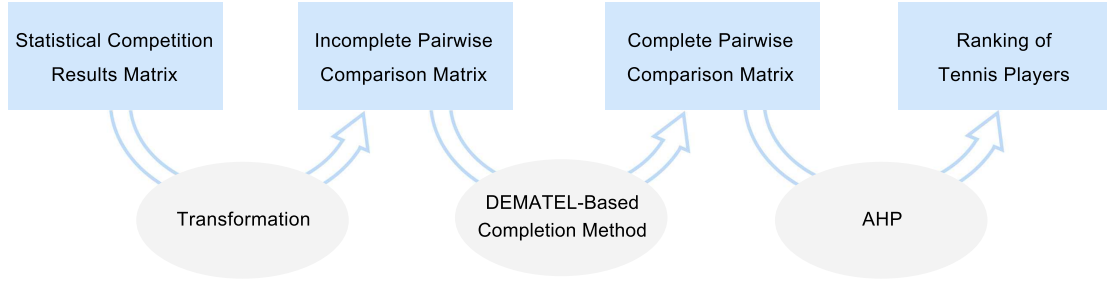 Statistical Competition
Results Matrix
Incomplete Pairwise
Comparison Matrix
Complete Pairwise
Comparison Matrix
Ranking of
Tennis Players
Transformation
DEMATEL-Based
Completion Method
AHP